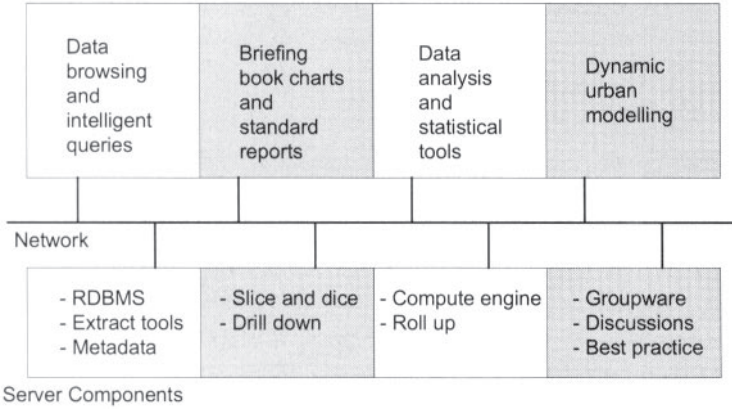 Data
browsing
and
intelligent
queries
Briefing
book charts
and
standard
reports
Data
analysis
and
statistical
tools
Dynamic
urban
modelling
Network
- RDBMS
- Extract tools
- Metadata
- Slice and dice
- Drill down
- Compute engine
- Roll up
- Groupware
- Discussions
- Best practice
Server Components